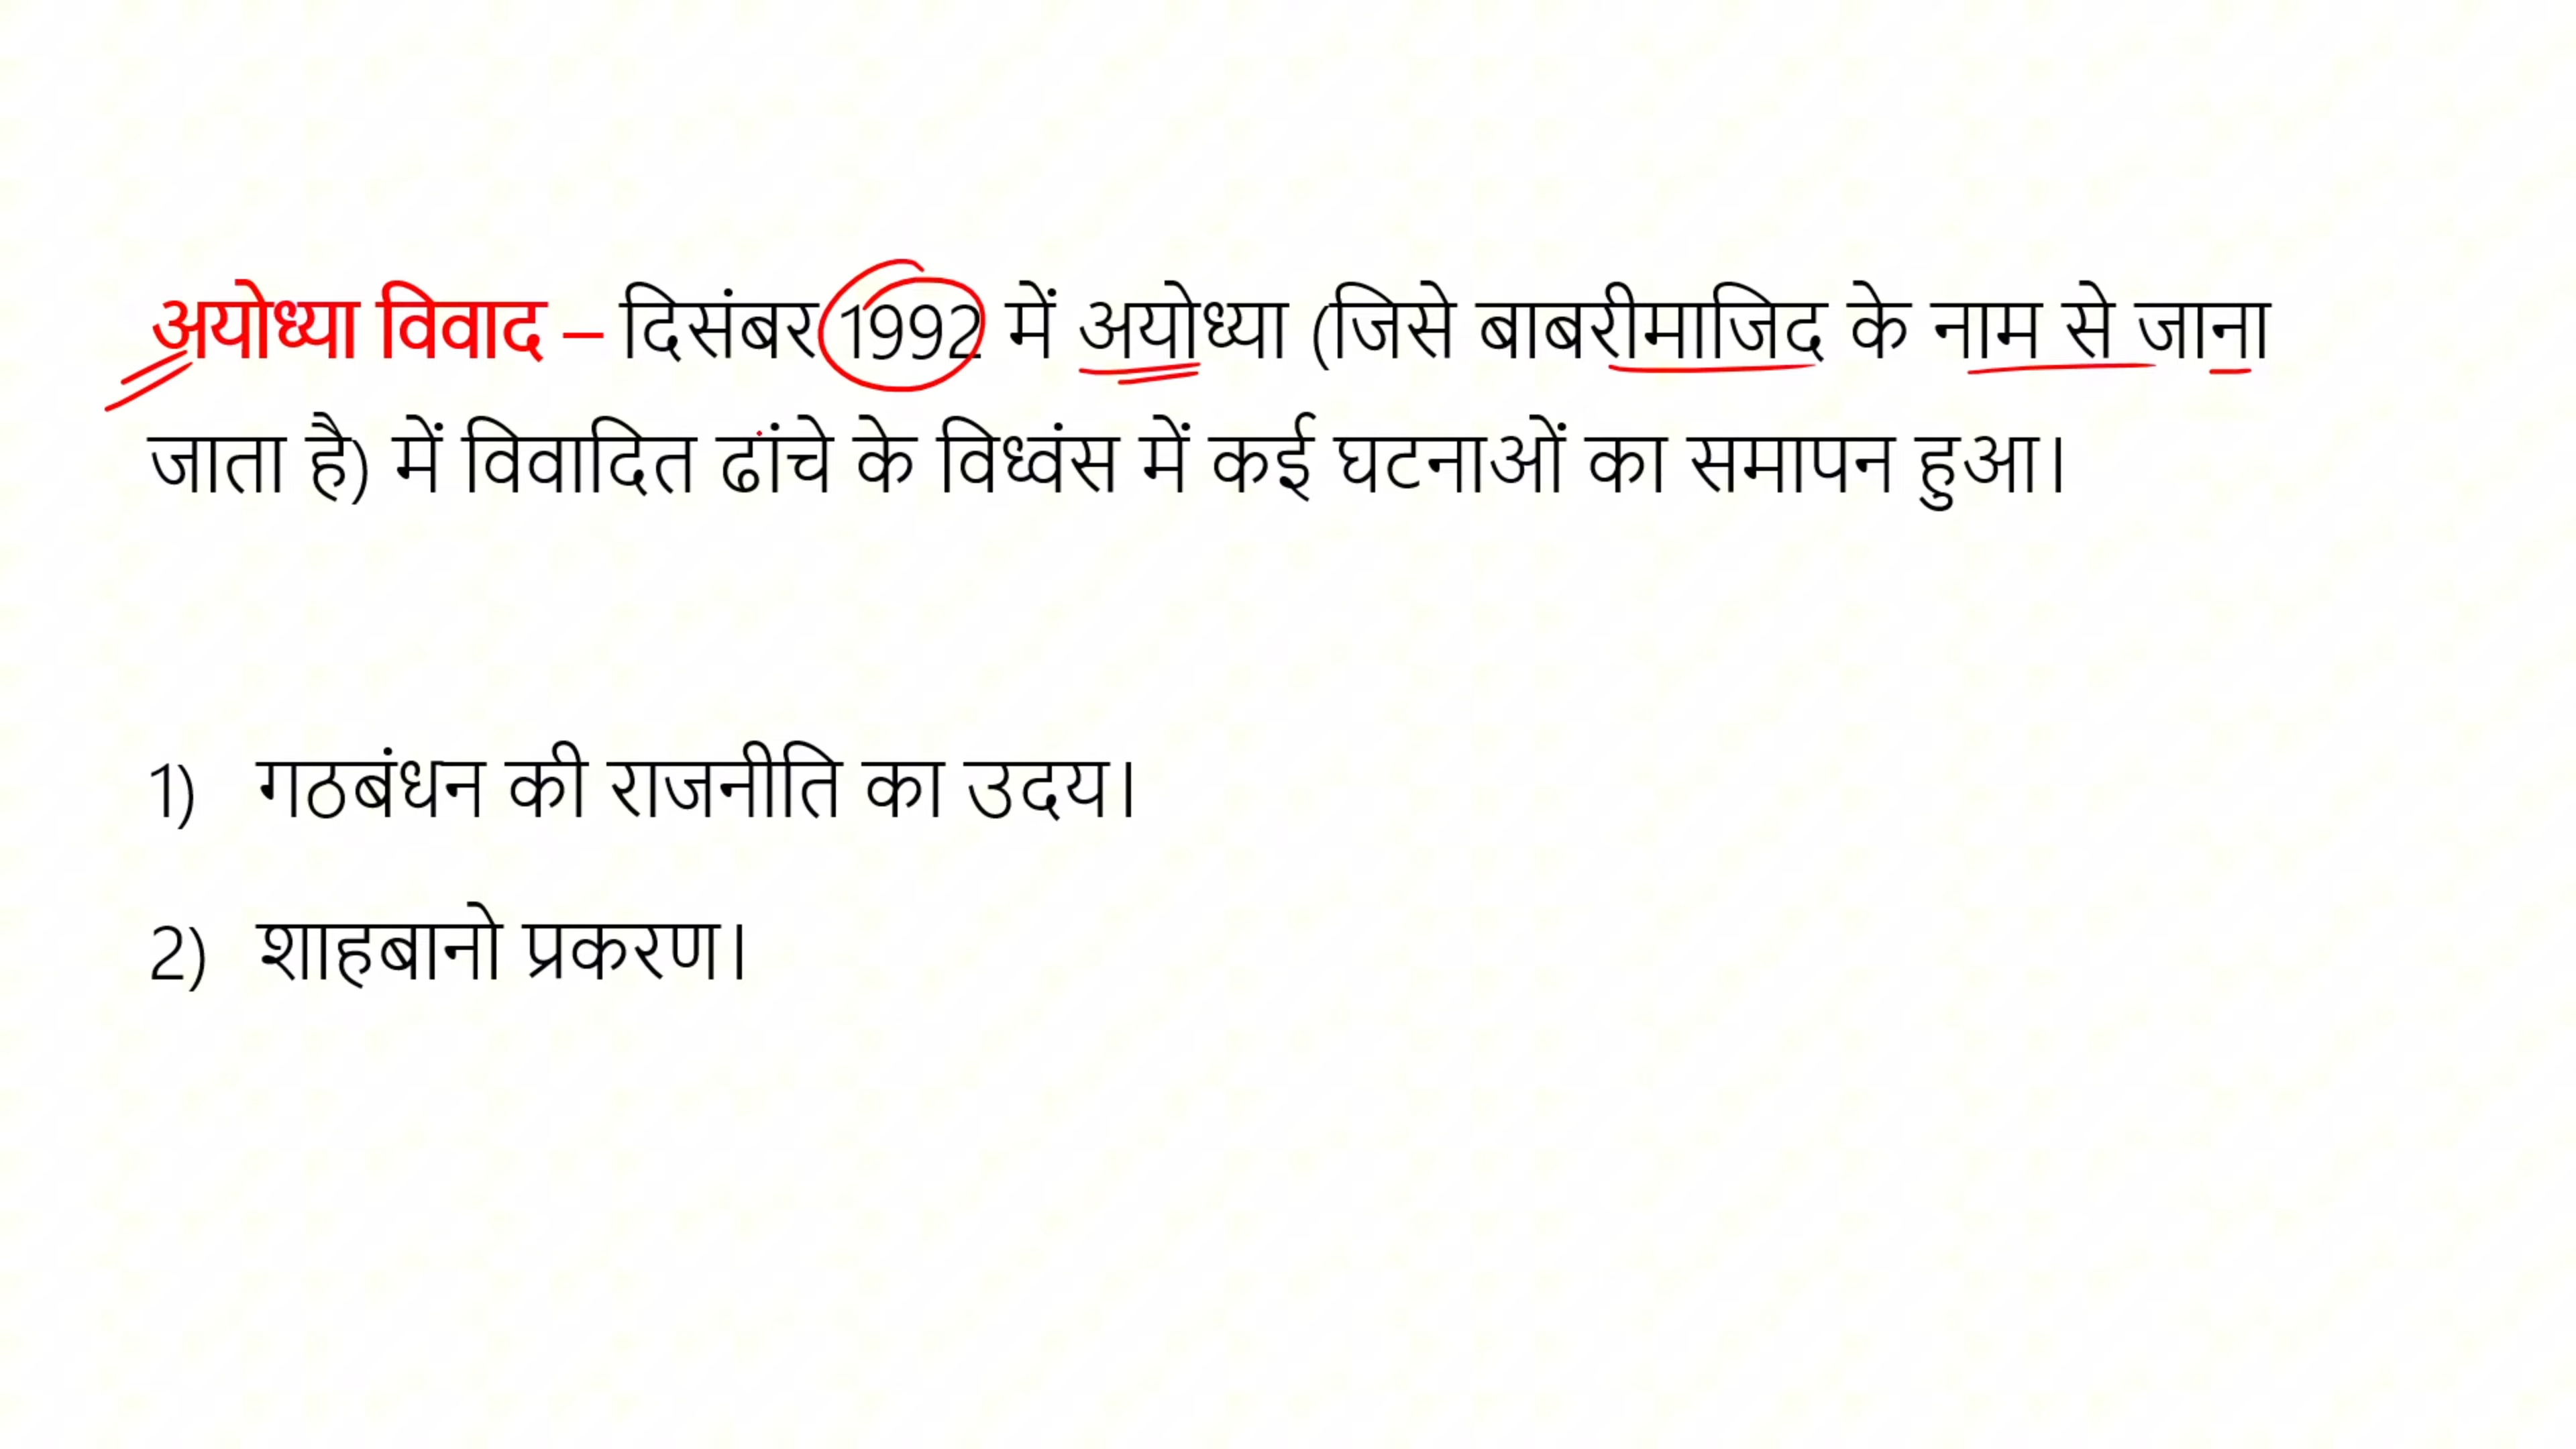 अयोध्या विवाद – दिसंबर 1992 में अयोध्या (जिसे बाबरीमाजिद के नाम से जाना
जाता है) में विवादित ढांचे के विध्वंस में कई घटनाओं का समापन हुआ।
1) गठबंधन की राजनीति का उदय।
2) शाहबानो प्रकरण।